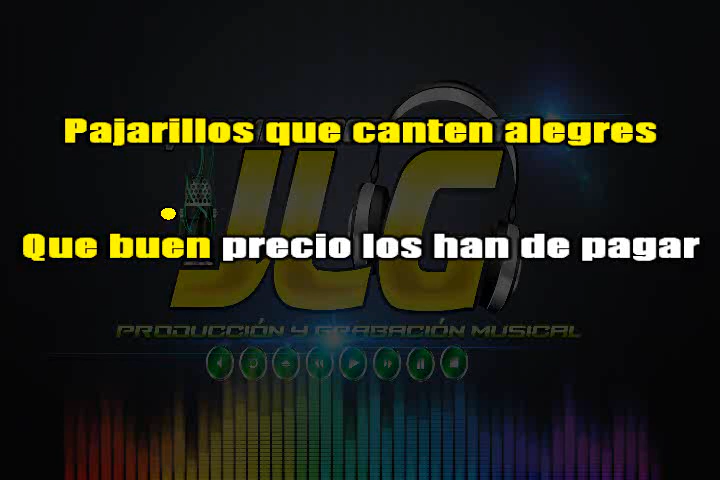 Pajarillos que canten alegres
Que buen precio los han de pagar
JLG
PRODUCCIÓN Y GRABACIÓN MUSICAL